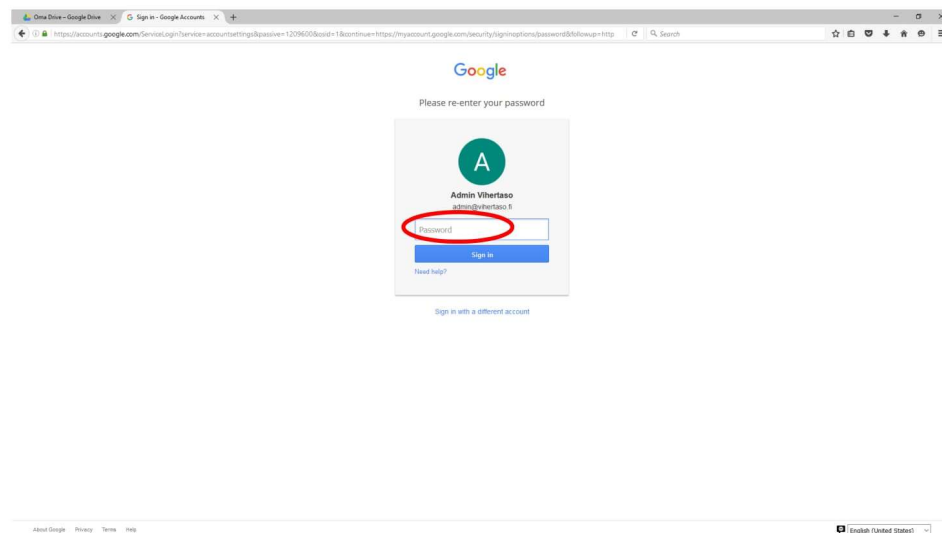 Oma Drive – Google Drive
G Sign in - Google Accounts
https://accounts.google.com/ServiceLogin?service=accountsettings&passive=1209600&osid=1&continue=https://myaccount.google.com/security/signinoptions/password&followup=http
Search
Google
Please re-enter your password
A
Admin Vihertaso
admin@vihertaso.fi
Password
Sign in
Need help?
Sign in with a different account
About Google Privacy Terms Help
English (United States)